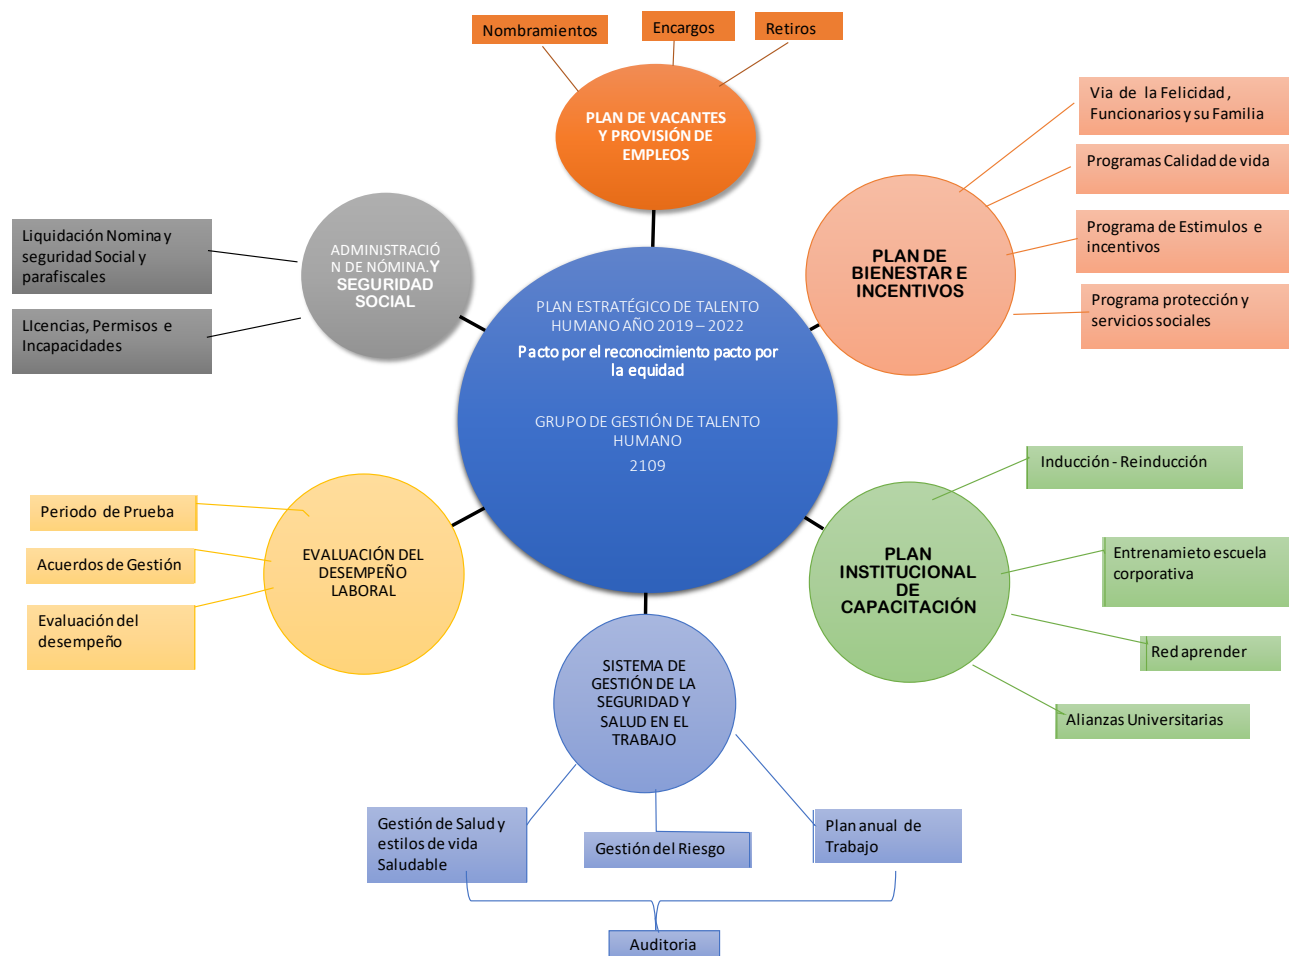 Nombramientos
Encargos
Retiros
PLAN DE VACANTES
Y PROVISIÓN DE
EMPLEOS
Via de la Felicidad ,
Funcionarios y su Familia
Programas Calidad de vida
Programa de Estimulos e
incentivos
Programa protección y
servicios sociales
PLAN DE
BIENESTAR E
INCENTIVOS
Liquidación Nomina y
seguridad Social y
parafiscales
LIcencias, Permisos e
Incapacidades
ADMINISTRACIÓ
N DE NÓMINA.Y
SEGURIDAD
SOCIAL
PLAN ESTRATÉGICO DE TALENTO
HUMANO AÑO 2019 – 2022
Pacto por el reconocimiento pacto por
la equidad
GRUPO DE GESTIÓN DE TALENTO
HUMANO
2109
Periodo de Prueba
Acuerdos de Gestión
Evaluación del
desempeño
EVALUACIÓN DEL
DESEMPEÑO
LABORAL
PLAN
INSTITUCIONAL
DE
CAPACITACIÓN
Inducción - Reinducción
Entrenamieto escuela
corporativa
Red aprender
Alianzas Universitarias
SISTEMA DE
GESTIÓN DE LA
SEGURIDAD Y
SALUD EN EL
TRABAJO
Gestión de Salud y
estilos de vida
Saludable
Gestión del Riesgo
Plan anual de
Trabajo
Auditoria